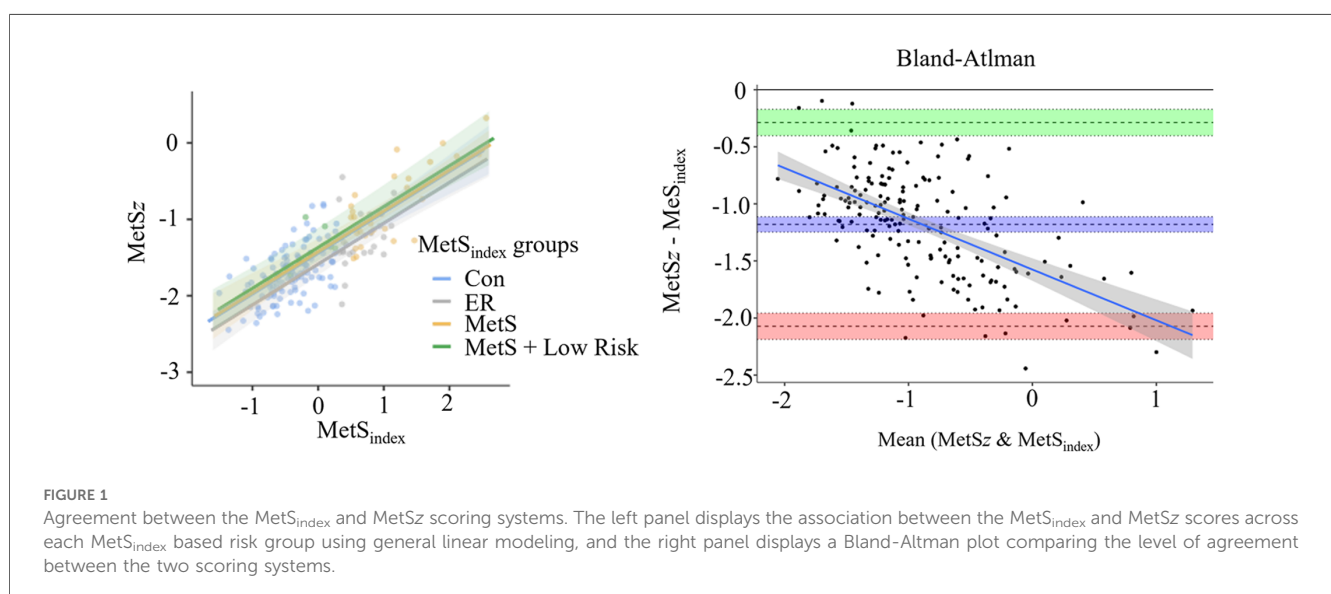 0
-1
-2
-3
MetSz
-1
0
1
2
MetSindex
MetSindex groups
Con
ER
MetS
MetS + Low Risk
Bland-Atlman
0
-0.5
-1.0
-1.5
-2.0
-2.5
MetSz - MeSindex
-2
-1
0
1
Mean (MetSz & MetSindex)
FIGURE 1
Agreement between the MetSindex and MetSz scoring systems. The left panel displays the association between the MetSindex and MetSz scores across
each MetSindex based risk group using general linear modeling, and the right panel displays a Bland-Altman plot comparing the level of agreement
between the two scoring systems.